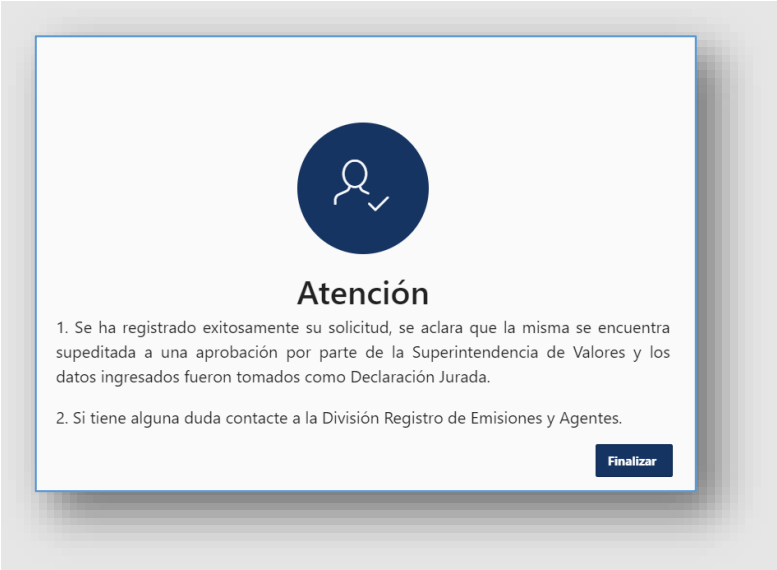 Atención
1. Se ha registrado exitosamente su solicitud, se aclara que la misma se encuentra
supeditada a una aprobación por parte de la Superintendencia de Valores y los
datos ingresados fueron tomados como Declaración Jurada.
2. Si tiene alguna duda contacte a la División Registro de Emisiones y Agentes.
Finalizar